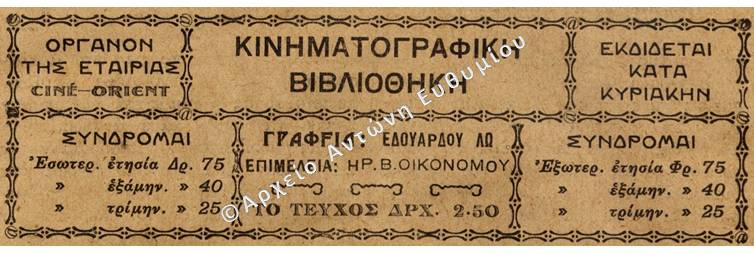 ΟΡΓΑΝΟΝ
ΤΗΣ ΕΤΑΙΡΙΑΣ
CINÉ-ORIENT
ΚΙΝΗΜΑΤΟΓΡΑΦΙΚΗ
ΒΙΒΛΙΟΘΗΚΗ
ΕΚΔΙΔΕΤΑΙ
ΚΑΤΑ
ΚΥΡΙΑΚΗΝ
ΣΥΝΔΡΟΜΑΙ
Ἐσωτερ. ἐτησία Δρ. 75
» ἑξάμην. » 40
» τρίμην. » 25
ΓΡΑΦΕΙΑ: ΕΔΟΥΑΡΔΟΥ ΛΩ
ΕΠΙΜΕΛΕΙΑ: ΗΡ. Β. ΟΙΚΟΝΟΜΟΥ
ΤΟ ΤΕΥΧΟΣ ΔΡΧ. 2.50
ΣΥΝΔΡΟΜΑΙ
Ἐξωτερ. ἐτησία Φρ. 75
» ἑξάμην. » 40
» τρίμην. » 25
© Αρχείο Αντώνη Ευθυμίου